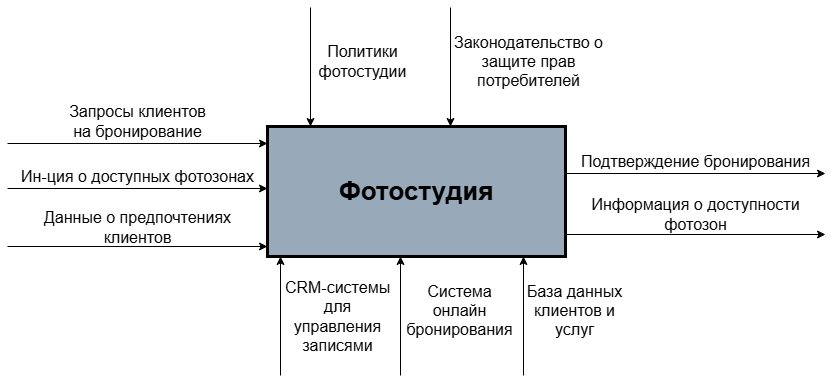 Политики
фотостудии
Законодательство о
защите прав
потребителей
Запросы клиентов
на бронирование
Ин-ция о доступных фотозонах
Данные о предпочтениях
клиентов
Фотостудия
Подтверждение бронирования
Информация о доступности
фотозон
CRM-системы
для
управления
записями
Система
онлайн
бронирования
База данных
клиентов и
услуг